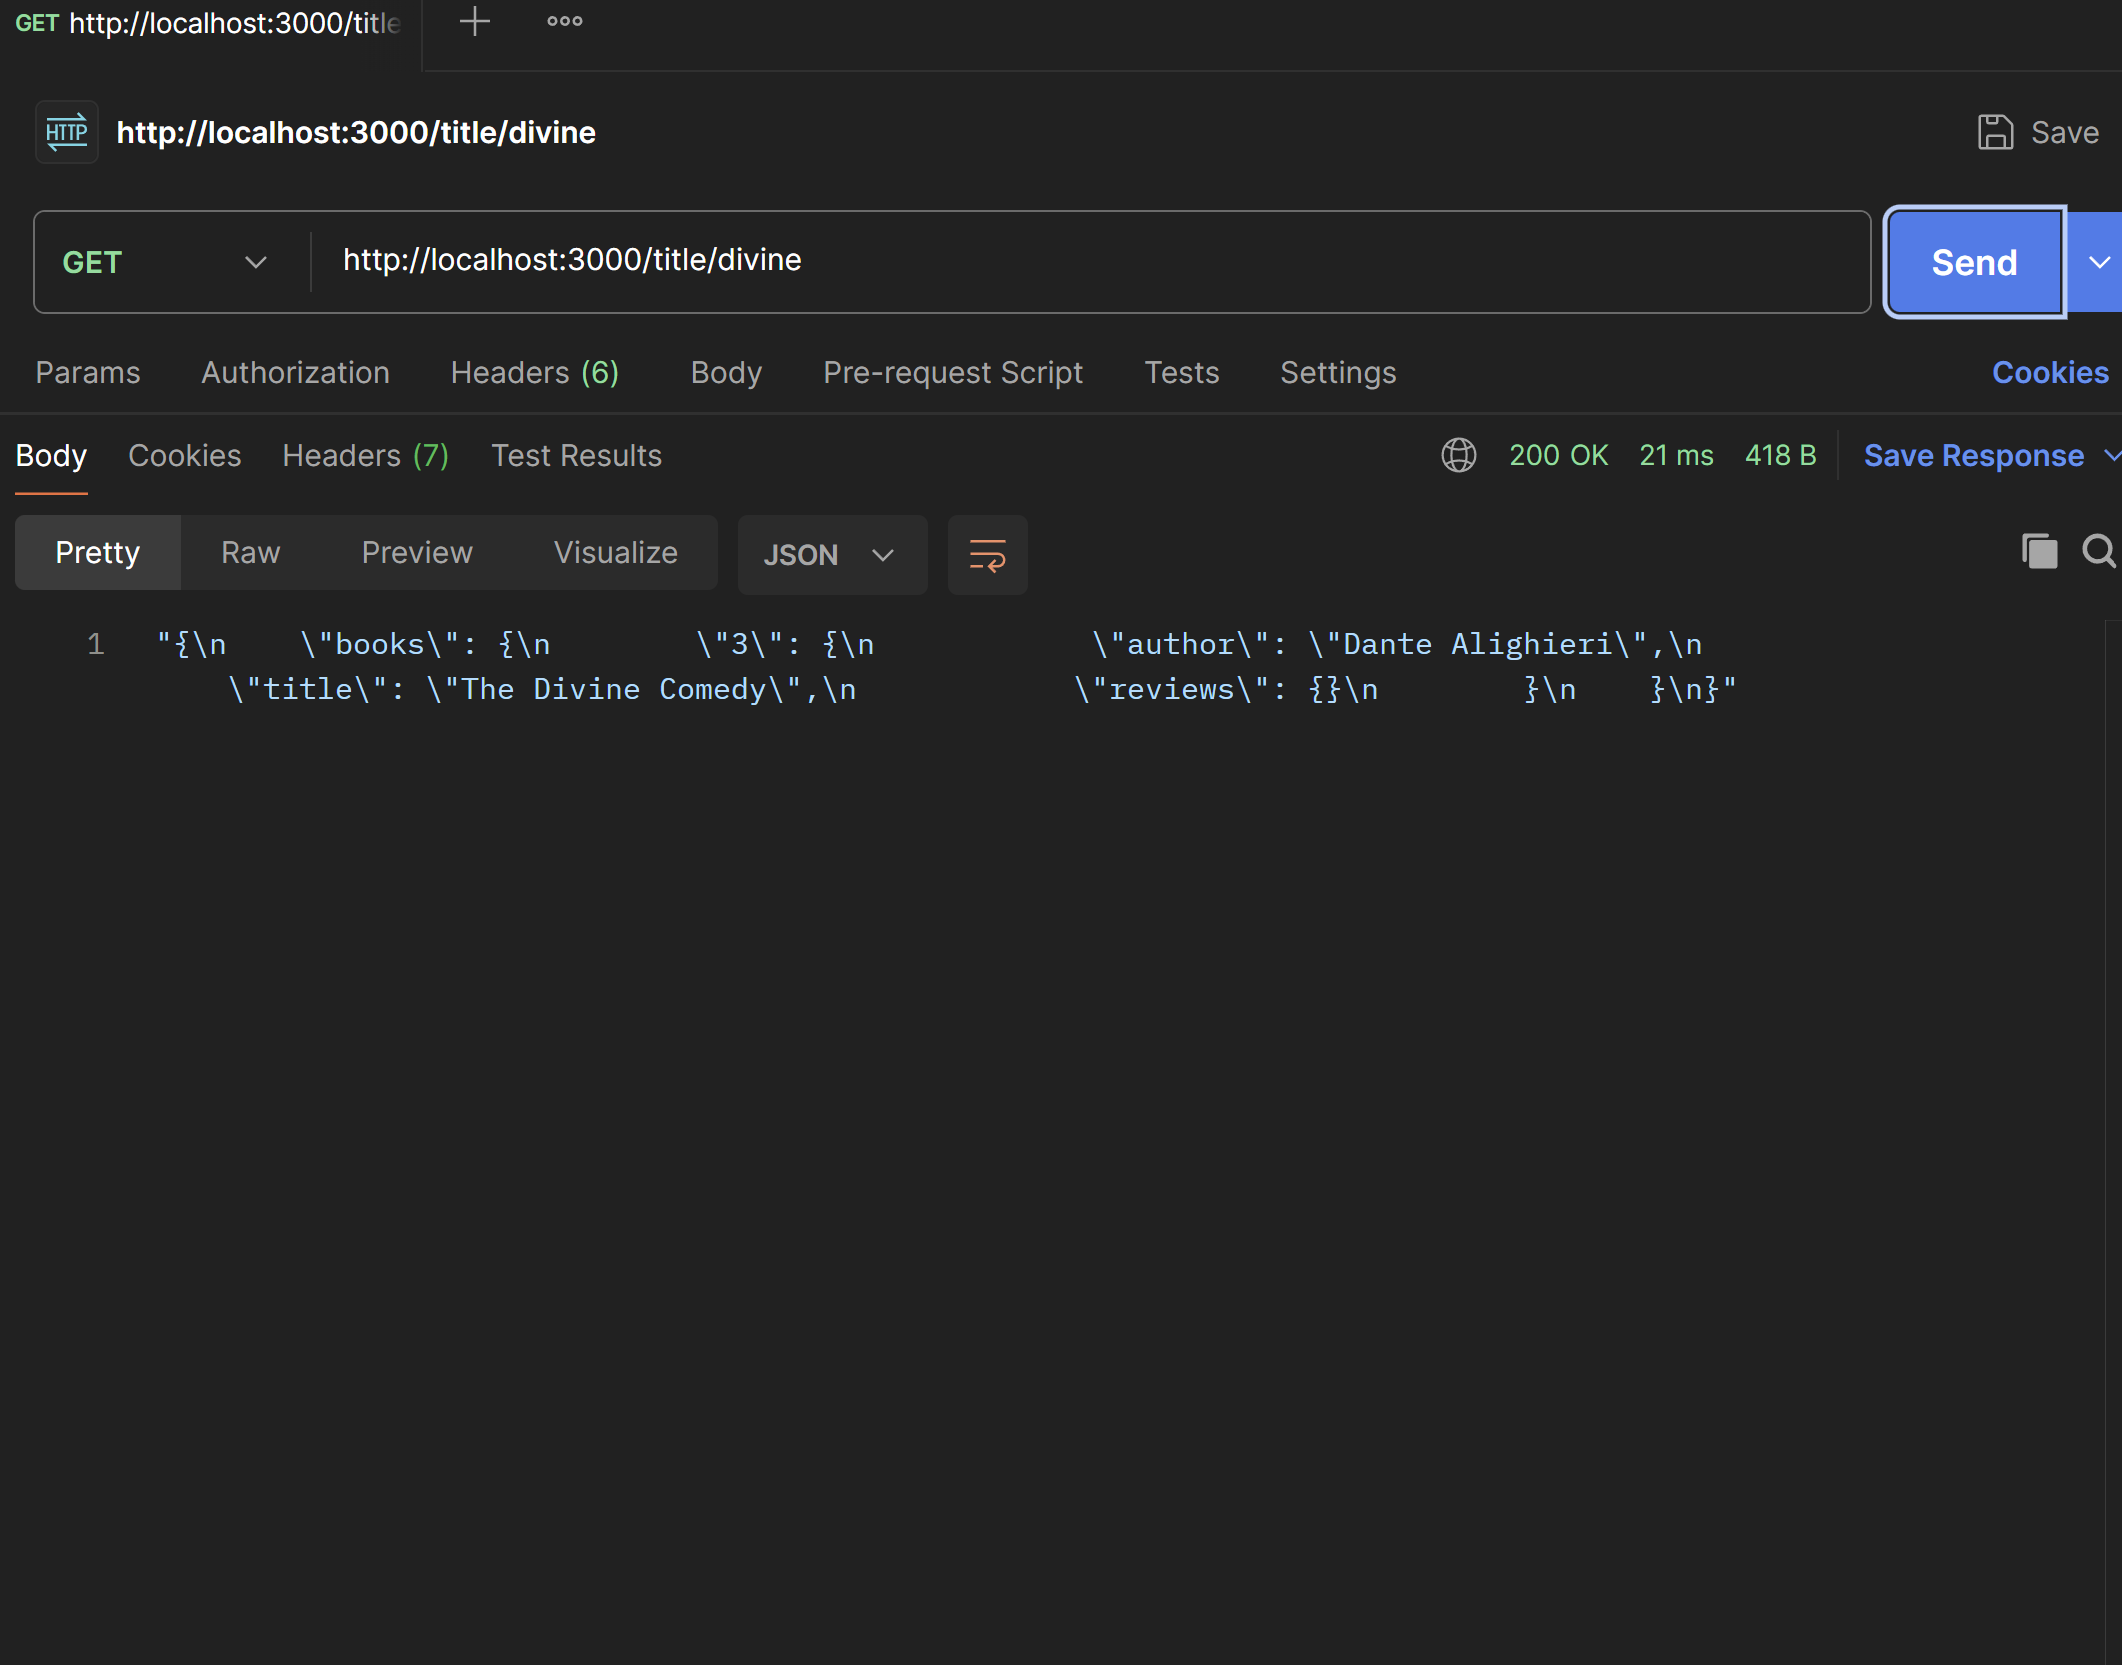 GET http://localhost:3000/title
HTTP http://localhost:3000/title/divine Save
GET http://localhost:3000/title/divine Send
Params Authorization Headers (6) Body Pre-request Script Tests Settings Cookies
Body Cookies Headers (7) Test Results 200 OK 21 ms 418 B Save Response
Pretty Raw Preview Visualize JSON
1 "{\n    \"books\": {\n        \"3\": {\n            \"author\": \"Dante Alighieri\",\n
    \"title\": \"The Divine Comedy\",\n            \"reviews\": {}\n        }\n    }\n}"